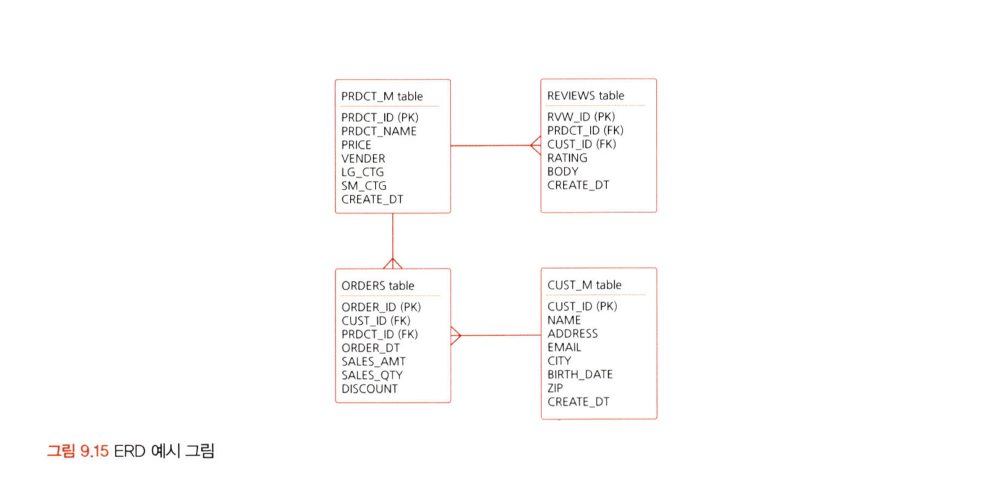 PRDCT_M table
PRDCT_ID (PK)
PRDCT_NAME
PRICE
VENDER
LG_CTG
SM_CTG
CREATE_DT
REVIEWS table
RVW_ID (PK)
PRDCT_ID (FK)
CUST_ID (FK)
RATING
BODY
CREATE_DT
ORDERS table
ORDER_ID (PK)
CUST_ID (FK)
PRDCT_ID (FK)
ORDER_DT
SALES_AMT
SALES_QTY
DISCOUNT
CUST_M table
CUST_ID (PK)
NAME
ADDRESS
EMAIL
CITY
BIRTH_DATE
ZIP
CREATE_DT
그림 9.15 ERD 예시 그림